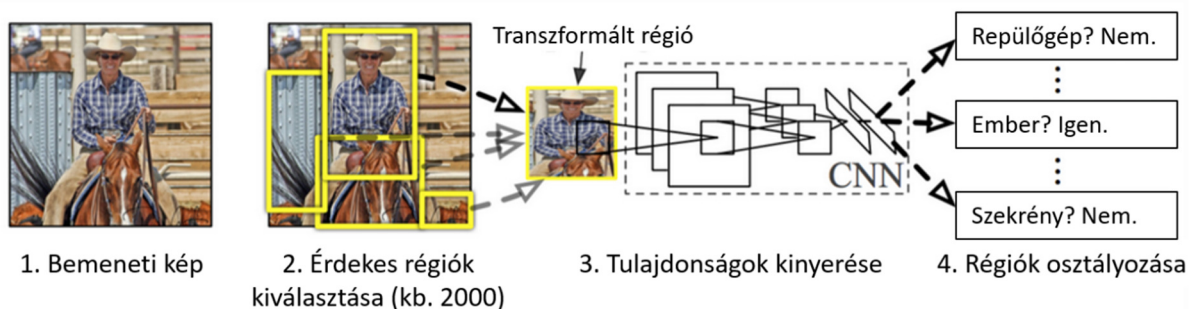 Transzformált régió
Repülőgép? Nem.
Ember? Igen.
Szekrény? Nem.
CNN
1. Bemeneti kép
2. Érdekes régiók
kiválasztása (kb. 2000)
3. Tulajdonságok kinyerése
4. Régiók osztályozása